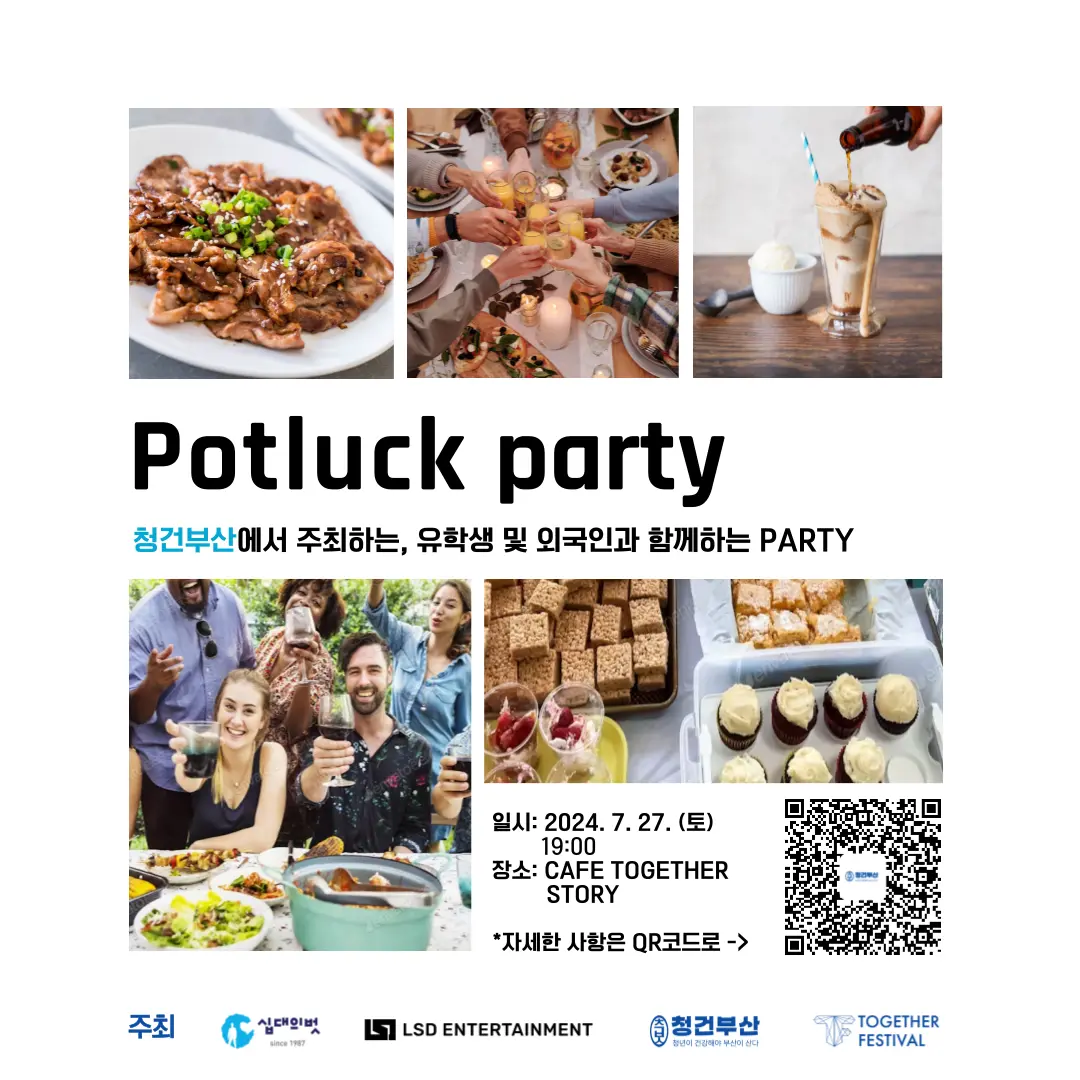 Potluck party
청건부산에서 주최하는, 유학생 및 외국인과 함께하는 PARTY
일시: 2024. 7. 27. (토)
19:00
장소: CAFE TOGETHER
STORY
*자세한 사항은 QR코드로 ->
청건부산
주최
십대의벗
since 1987
LSD ENTERTAINMENT
청건부산
청년이 건강해야 부산이 산다
TOGETHER
FESTIVAL